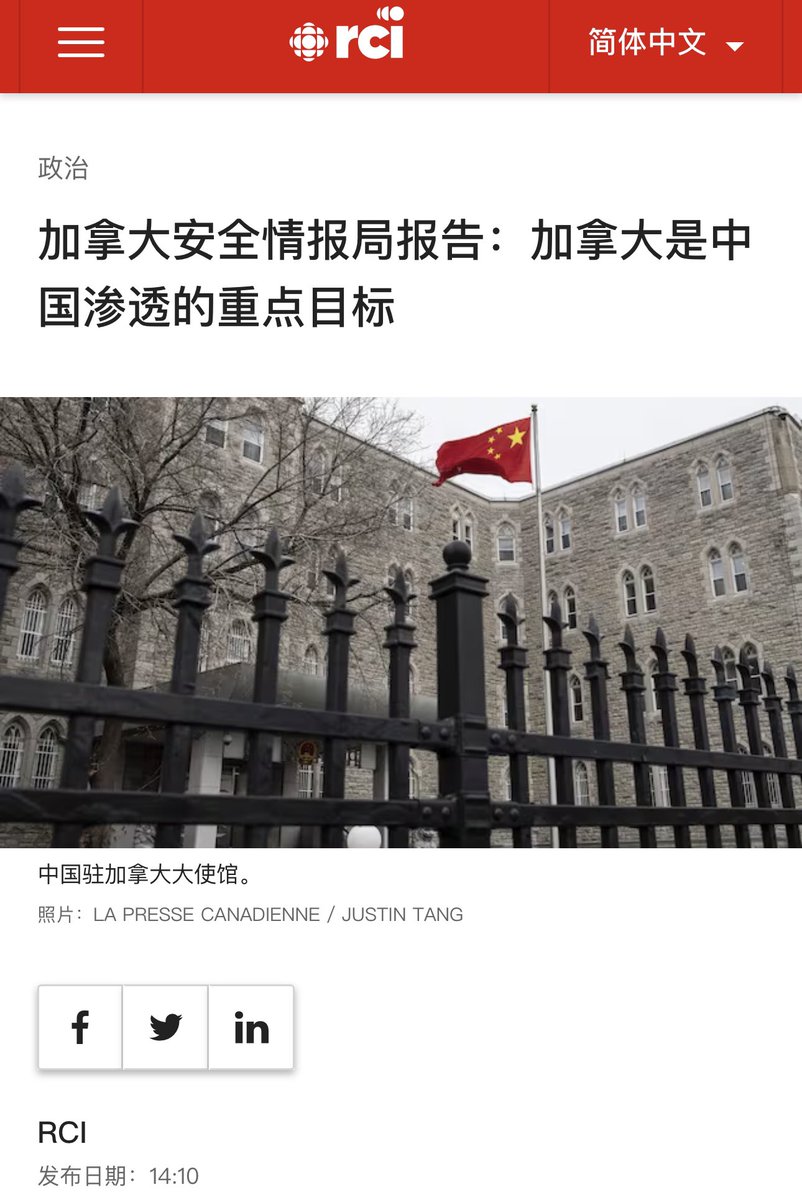 rci
简体中文
政治
加拿大安全情报局报告：加拿大是中
国渗透的重点目标
中国驻加拿大大使馆。
照片：LA PRESSE CANADIENNE / JUSTIN TANG
f
in
RCI
发布日期：14:10